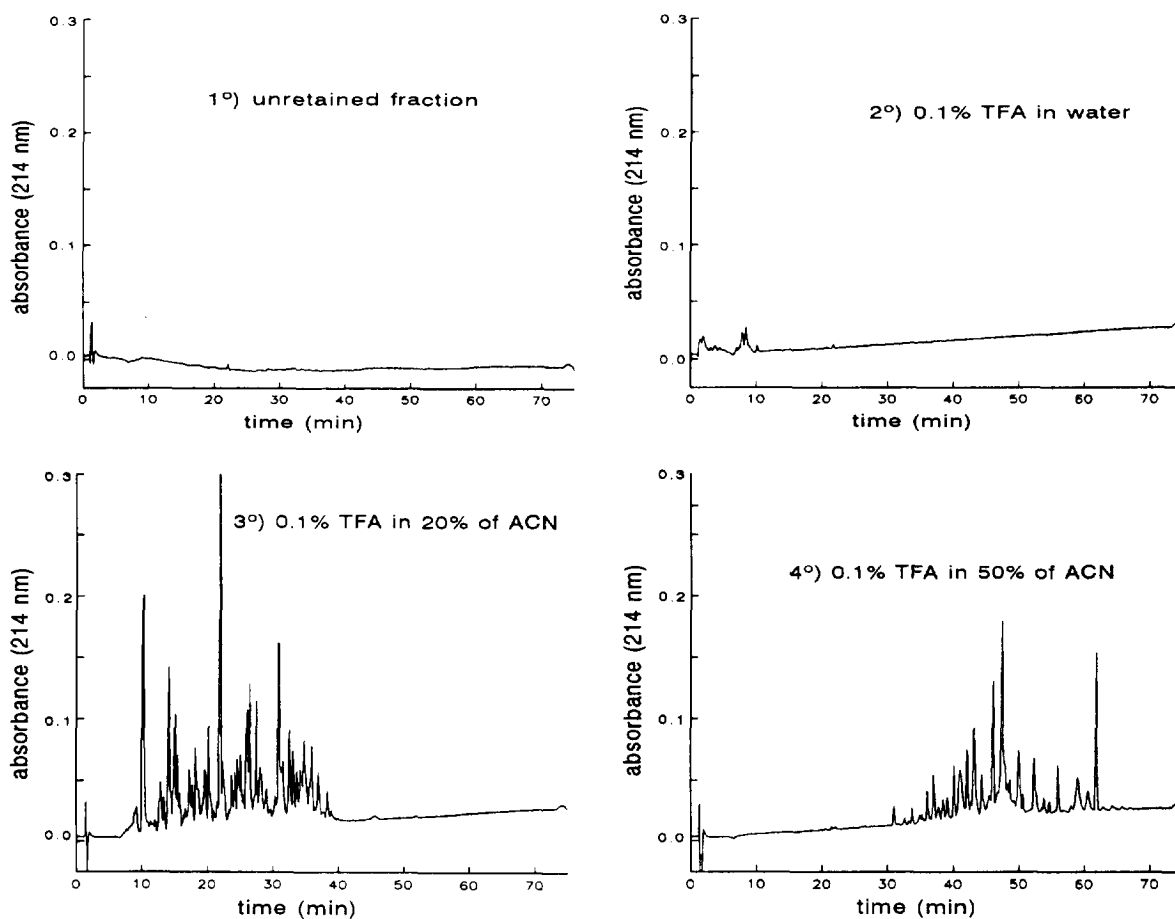 absorbance (214 nm)
0.3
0.2
0.1
0.0
1º) unretained fraction
0 10 20 30 40 50 60 70
time (min)
absorbance (214 nm)
0.3
0.2
0.1
0.0
2º) 0.1% TFA in water
0 10 20 30 40 50 60 70
time (min)
absorbance (214 nm)
0.3
0.2
0.1
0.0
3º) 0.1% TFA in 20% of ACN
0 10 20 30 40 50 60 70
time (min)
absorbance (214 nm)
0.3
0.2
0.1
0.0
4º) 0.1% TFA in 50% of ACN
0 10 20 30 40 50 60 70
time (min)